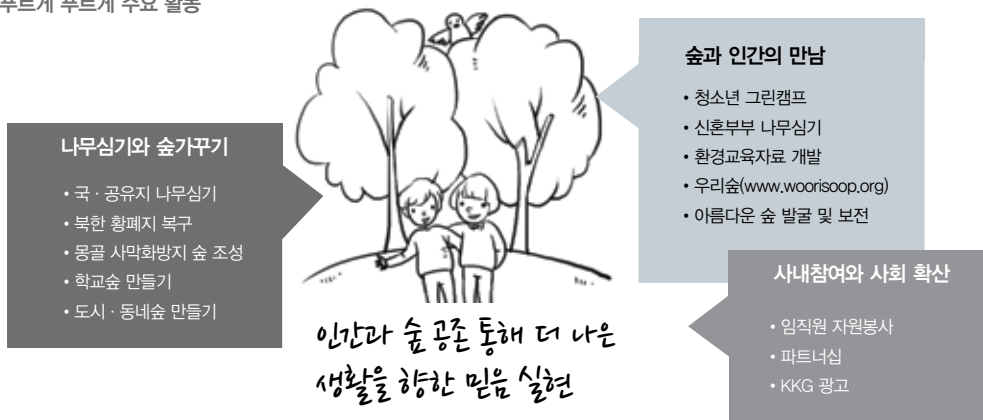 푸르게 푸르게 주요 활동
나무심기와 숲가꾸기
• 국 · 공유지 나무심기
• 북한 황폐지 복구
• 몽골 사막화방지 숲 조성
• 학교숲 만들기
• 도시 · 동네숲 만들기
숲과 인간의 만남
• 청소년 그린캠프
• 신혼부부 나무심기
• 환경교육자료 개발
• 우리숲(www.woorisoop.org)
• 아름다운 숲 발굴 및 보전
사내참여와 사회 확산
• 임직원 자원봉사
• 파트너십
• KKG 광고
인간과 숲 공존 통해 더 나은
생활을 향한 믿음 실현